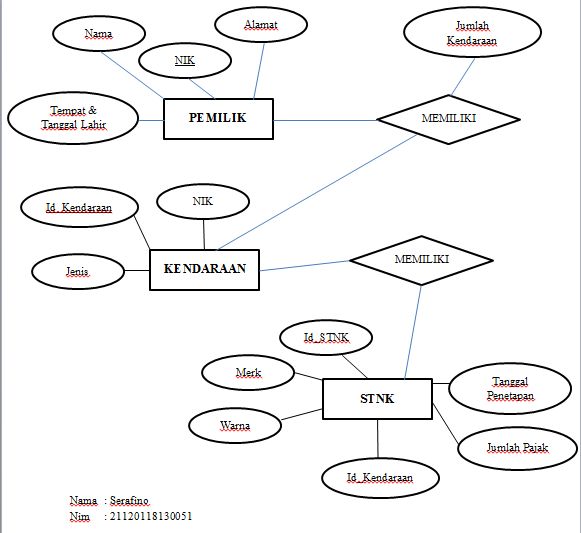 Nama
Alamat
Jumlah
Kendaraan
NIK
Tempat &
Tanggal Lahir
PEMILIK
MEMILIKI
Id_Kendaraan
NIK
Jenis
KENDARAAN
MEMILIKI
Id_STNK
Merk
Tanggal
Penetapan
STNK
Warna
Jumlah Pajak
Id_Kendaraan
Nama : Serafino
Nim : 21120118130051